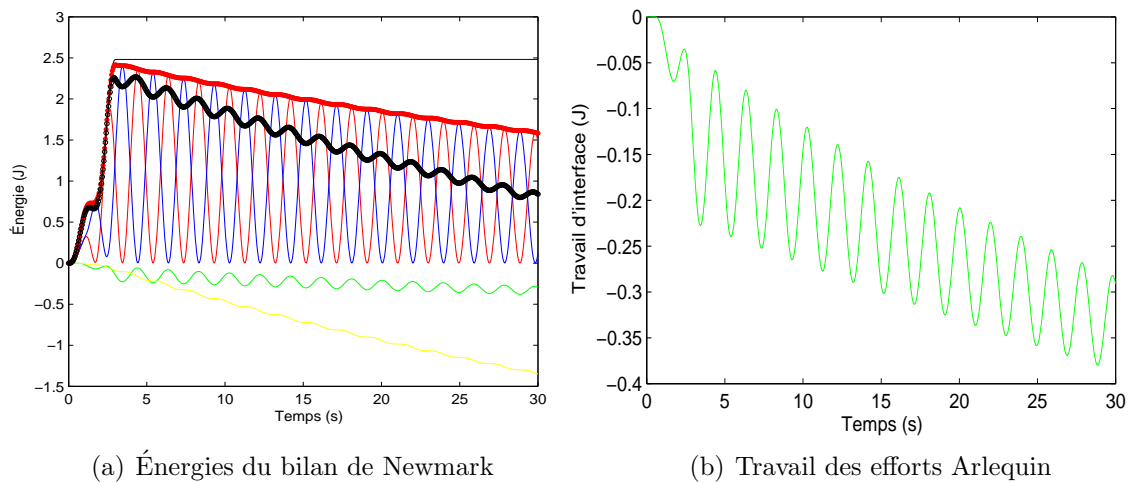 2.5
2
1.5
1
0.5
0
−0.5
−1
−1.5
Énergie (J)
0 5 10 15 20 25 30
Temps (s)
(a) Énergies du bilan de Newmark
0
−0.05
−0.1
−0.15
−0.2
−0.25
−0.3
−0.35
−0.4
Travail d'interface (J)
0 5 10 15 20 25 30
Temps (s)
(b) Travail des efforts Arlequin